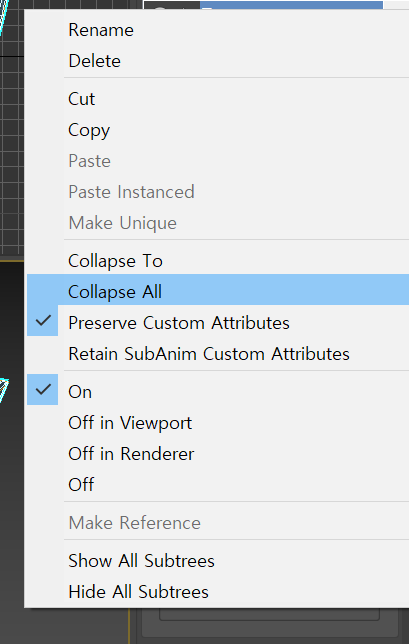 Rename
Delete
Cut
Copy
Paste
Paste Instanced
Make Unique
Collapse To
Collapse All
Preserve Custom Attributes
Retain SubAnim Custom Attributes
On
Off in Viewport
Off in Renderer
Off
Make Reference
Show All Subtrees
Hide All Subtrees